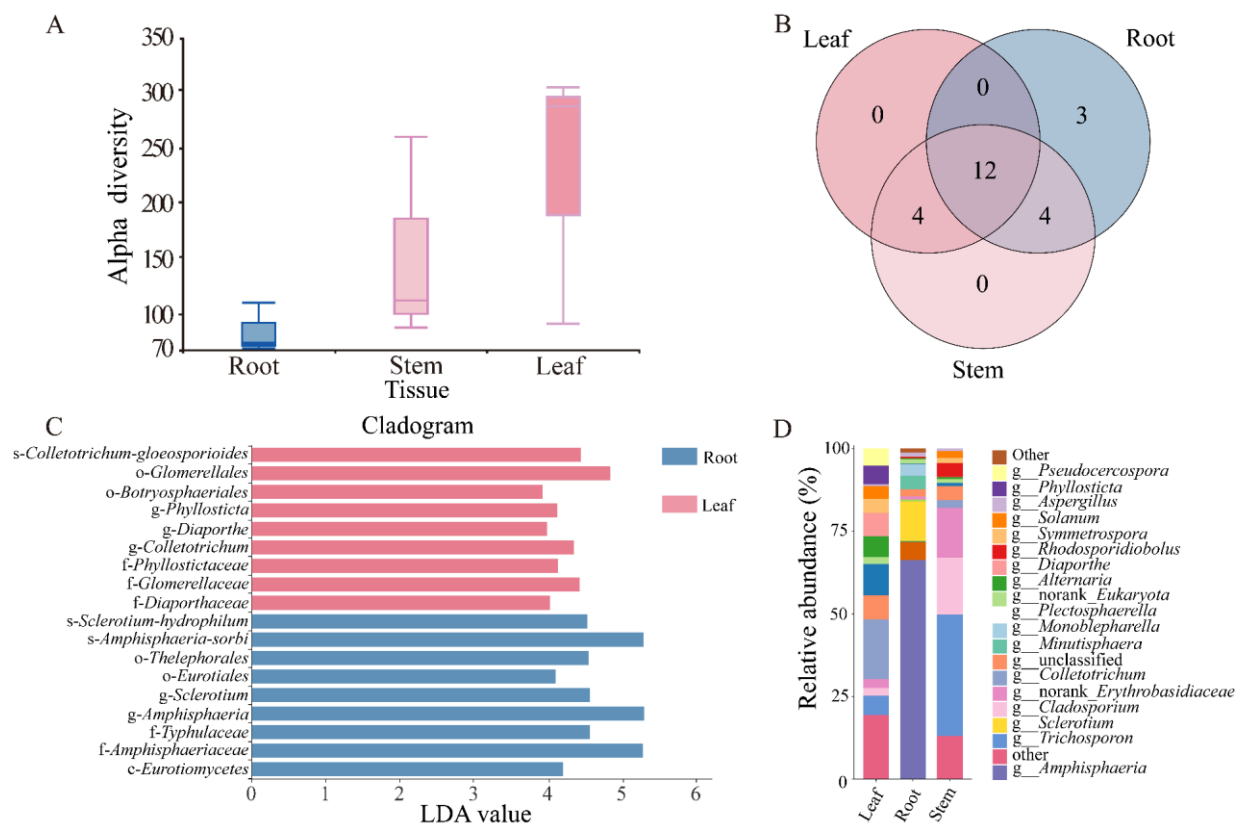 A
350
300
250
200
150
100
70
Alpha diversity
Root
Stem
Leaf
Tissue
B
Leaf
Root
0
0
3
12
4
4
0
Stem
C
Cladogram
s-Colletotrichum-gloeosporioides
o-Glomerellales
o-Botryosphaeriales
g-Phyllosticta
g-Diaporthe
g-Colletotrichum
f-Phyllostictaceae
f-Glomerellaceae
f-Diaporthaceae
s-Sclerotium-hydrophilum
s-Amphisphaeria-sorbi
o-Thelephorales
o-Eurotiales
g-Sclerotium
g-Amphisphaeria
f-Typhulaceae
f-Amphisphaeriaceae
c-Eurotiomycetes
0
1
2
3
4
5
6
LDA value
Root
Leaf
D
100
75
50
25
0
Relative abundance (%)
Leaf
Root
Stem
Other
g__Pseudocercospora
g__Phyllosticta
g__Aspergillus
g__Solanum
g__Symmetrospora
g__Rhodosporidiobolus
g__Diaporthe
g__Alternaria
g__norank_Eukaryota
g__Plectosphaerella
g__Monoblepharella
g__Minutisphaera
g__unclassified
g__Colletotrichum
g__norank_Erythrobasidiaceae
g__Cladosporium
g__Sclerotium
g__Trichosporon
other
g__Amphisphaeria